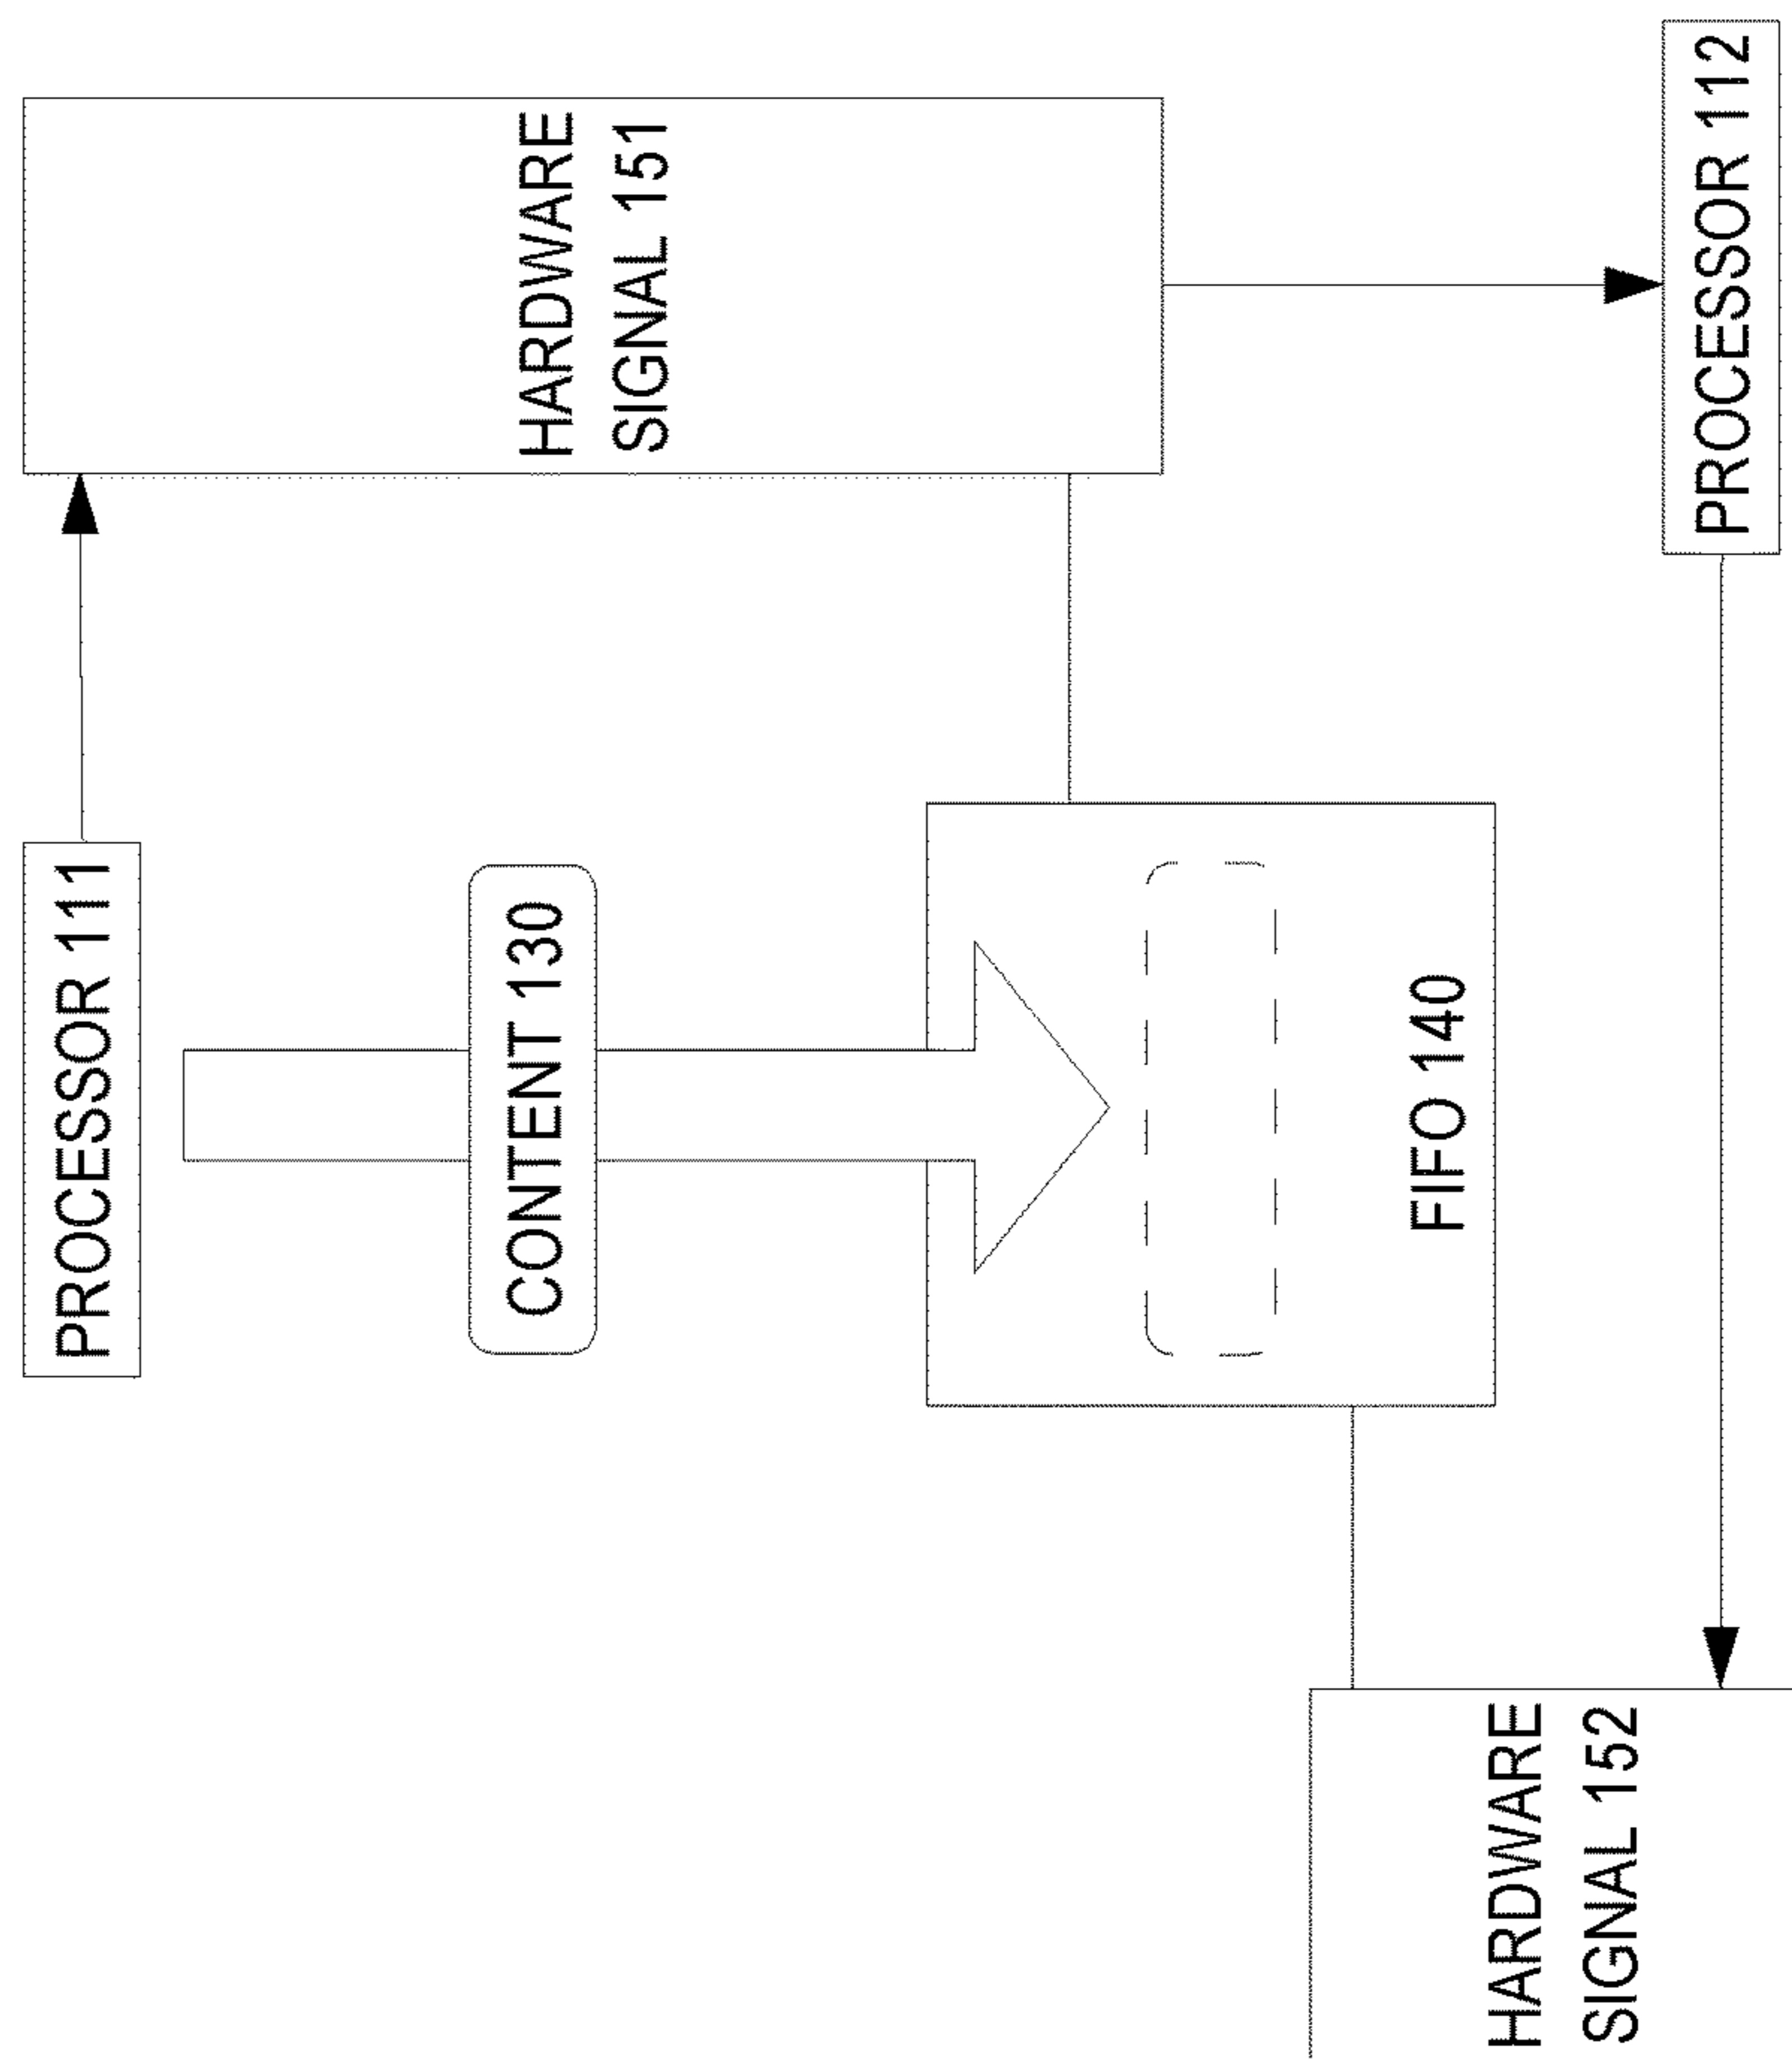 PROCESSOR 111
HARDWARE
SIGNAL 151
CONTENT 130
FIFO 140
PROCESSOR 112
HARDWARE
SIGNAL 152